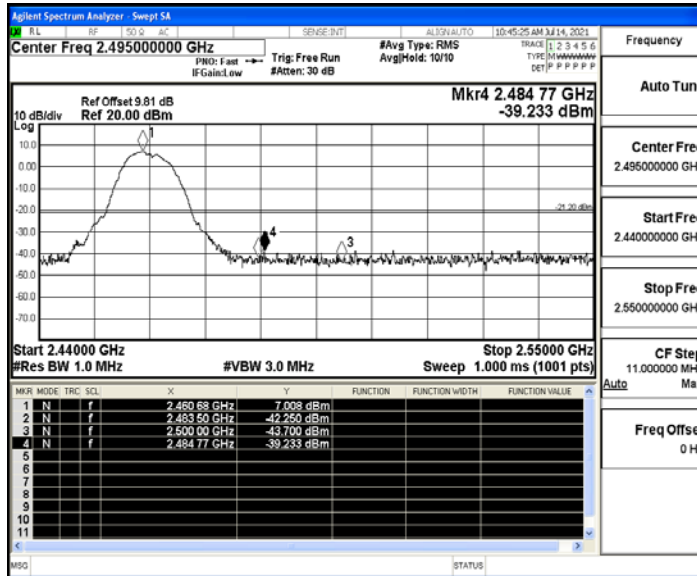 Agilent Spectrum Analyzer - Swept SA
RL RF 50 Ω AC SENSE:INT ALIGN AUTO 10:45:25 AM Jul 14, 2021
Center Freq 2.495000000 GHz
PNO: Fast
IFGain:Low
Trig: Free Run
#Atten: 30 dB
#Avg Type: RMS
Avg|Hold: 10/10
TRACE 1 2 3 4 5 6
TYPE M WWWWW
DET P P P P P P
Frequency
Auto Tun
Mkr4 2.484 77 GHz
-39.233 dBm
Ref Offset 9.81 dB
10 dB/div Ref 20.00 dBm
Log
1
10.0
0.00
-10.0
-20.0
-21.20 dBm
-30.0
4
3
-40.0
-50.0
-60.0
-70.0
Start 2.44000 GHz Stop 2.55000 GHz
#Res BW 1.0 MHz #VBW 3.0 MHz Sweep 1.000 ms (1001 pts)
Center Fre
2.495000000 GH
Start Fre
2.440000000 GH
Stop Fre
2.550000000 GH
CF Step
11.000000 MH
Auto Ma
Freq Offse
0 H
MKR MODE TRC SCL X Y FUNCTION FUNCTION WIDTH FUNCTION VALUE
1 N f 2.460 68 GHz 7.008 dBm
2 N f 2.483 50 GHz -42.250 dBm
3 N f 2.500 00 GHz -43.700 dBm
4 N f 2.484 77 GHz -39.233 dBm
5
6
7
8
9
10
11
MSG STATUS